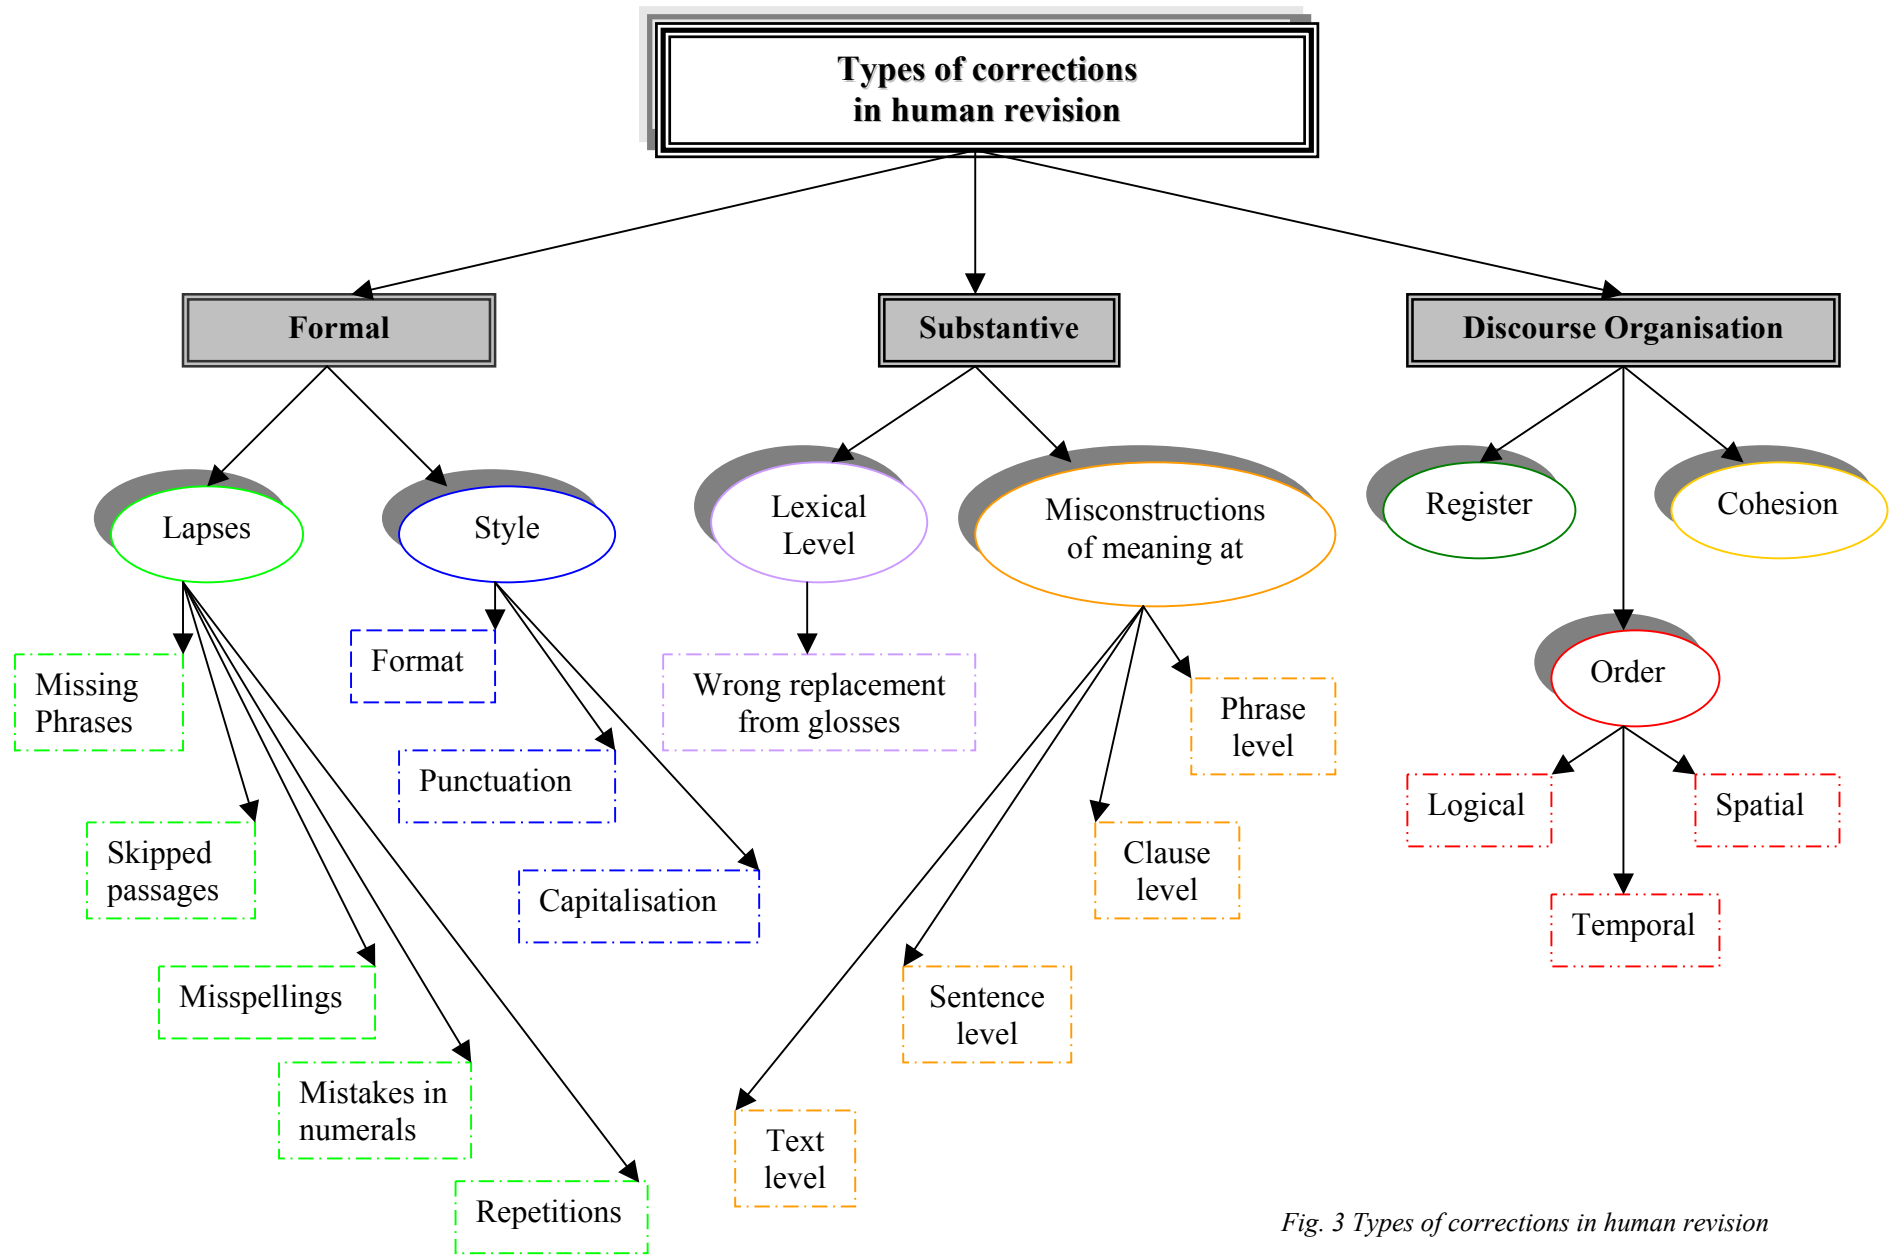 Types of corrections
in human revision
Formal
Substantive
Discourse Organisation
Lapses
Style
Lexical
Level
Misconstructions
of meaning at
Register
Cohesion
Missing
Phrases
Format
Wrong replacement
from glosses
Phrase
level
Order
Punctuation
Logical
Spatial
Skipped
passages
Capitalisation
Clause
level
Temporal
Misspellings
Sentence
level
Mistakes in
numerals
Text
level
Repetitions
Fig. 3 Types of corrections in human revision